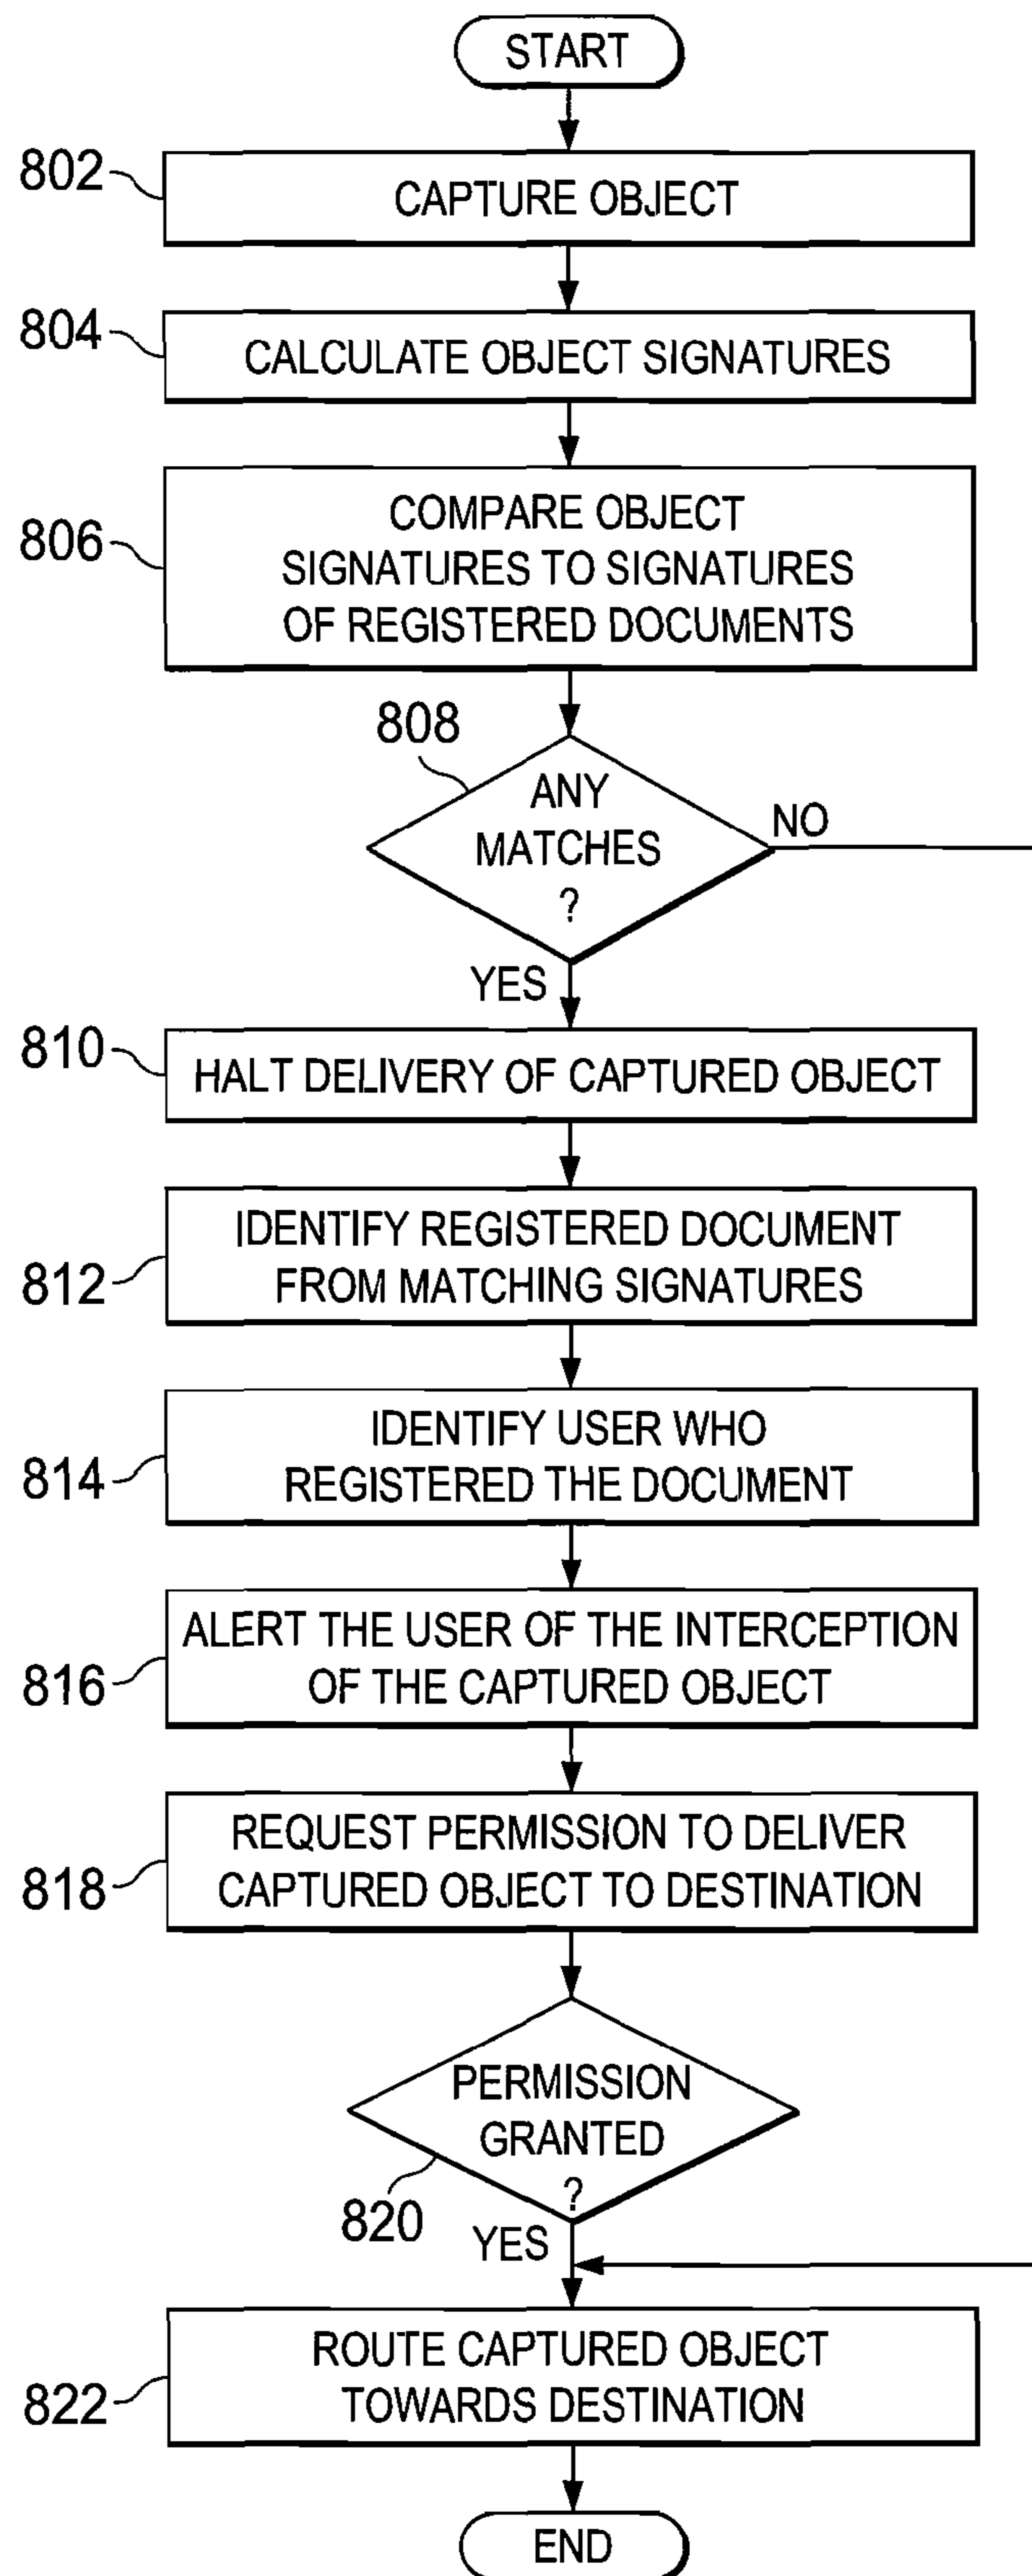 START
802
CAPTURE OBJECT
804
CALCULATE OBJECT SIGNATURES
806
COMPARE OBJECT
SIGNATURES TO SIGNATURES
OF REGISTERED DOCUMENTS
808
ANY
MATCHES
?
NO
YES
810
HALT DELIVERY OF CAPTURED OBJECT
812
IDENTIFY REGISTERED DOCUMENT
FROM MATCHING SIGNATURES
814
IDENTIFY USER WHO
REGISTERED THE DOCUMENT
816
ALERT THE USER OF THE INTERCEPTION
OF THE CAPTURED OBJECT
818
REQUEST PERMISSION TO DELIVER
CAPTURED OBJECT TO DESTINATION
PERMISSION
GRANTED
?
820
YES
822
ROUTE CAPTURED OBJECT
TOWARDS DESTINATION
END